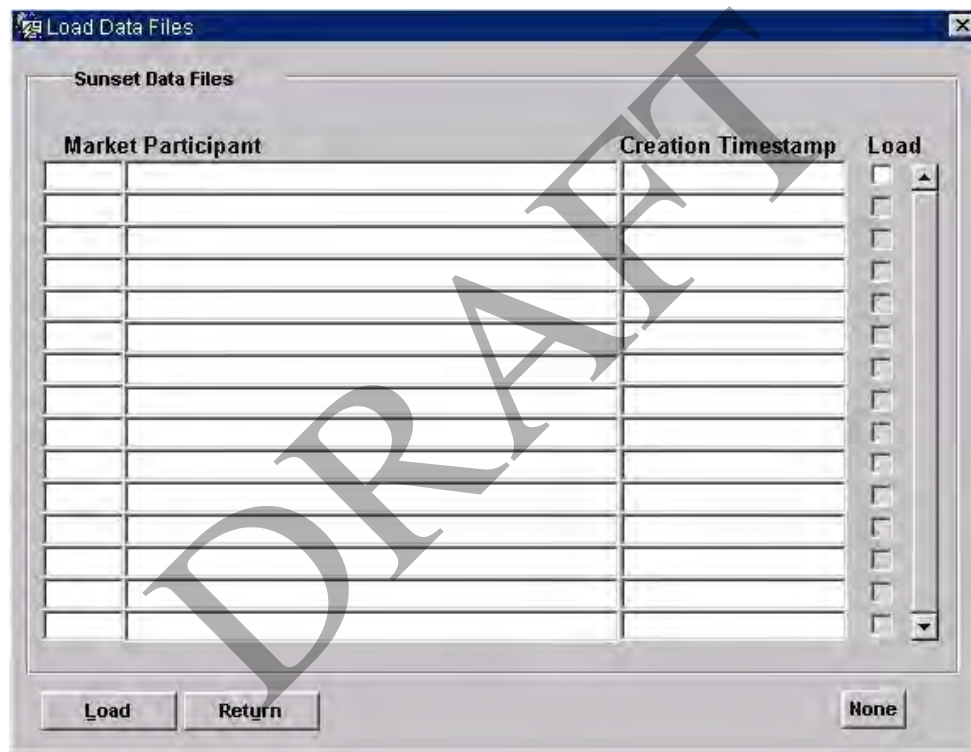 Load Data Files
Sunset Data Files
Market Participant Creation Timestamp Load
DRAFT
Load Return None